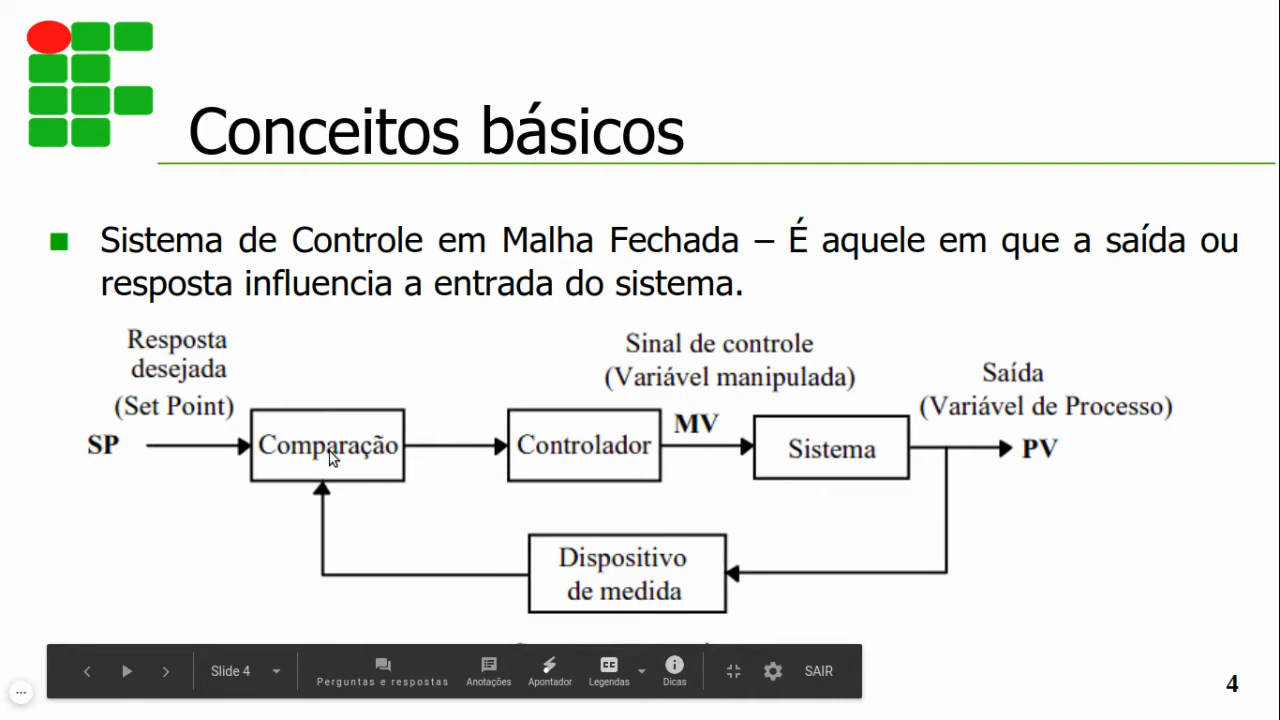 Conceitos básicos
Sistema de Controle em Malha Fechada – É aquele em que a saída ou
resposta influencia a entrada do sistema.
Resposta
desejada
(Set Point)
SP
Comparação
Controlador
Sinal de controle
(Variável manipulada)
MV
Sistema
Saída
(Variável de Processo)
PV
Dispositivo
de medida
Slide 4
Perguntas e respostas
Anotações
Apontador
CC
Legendas
Dicas
SAIR
4